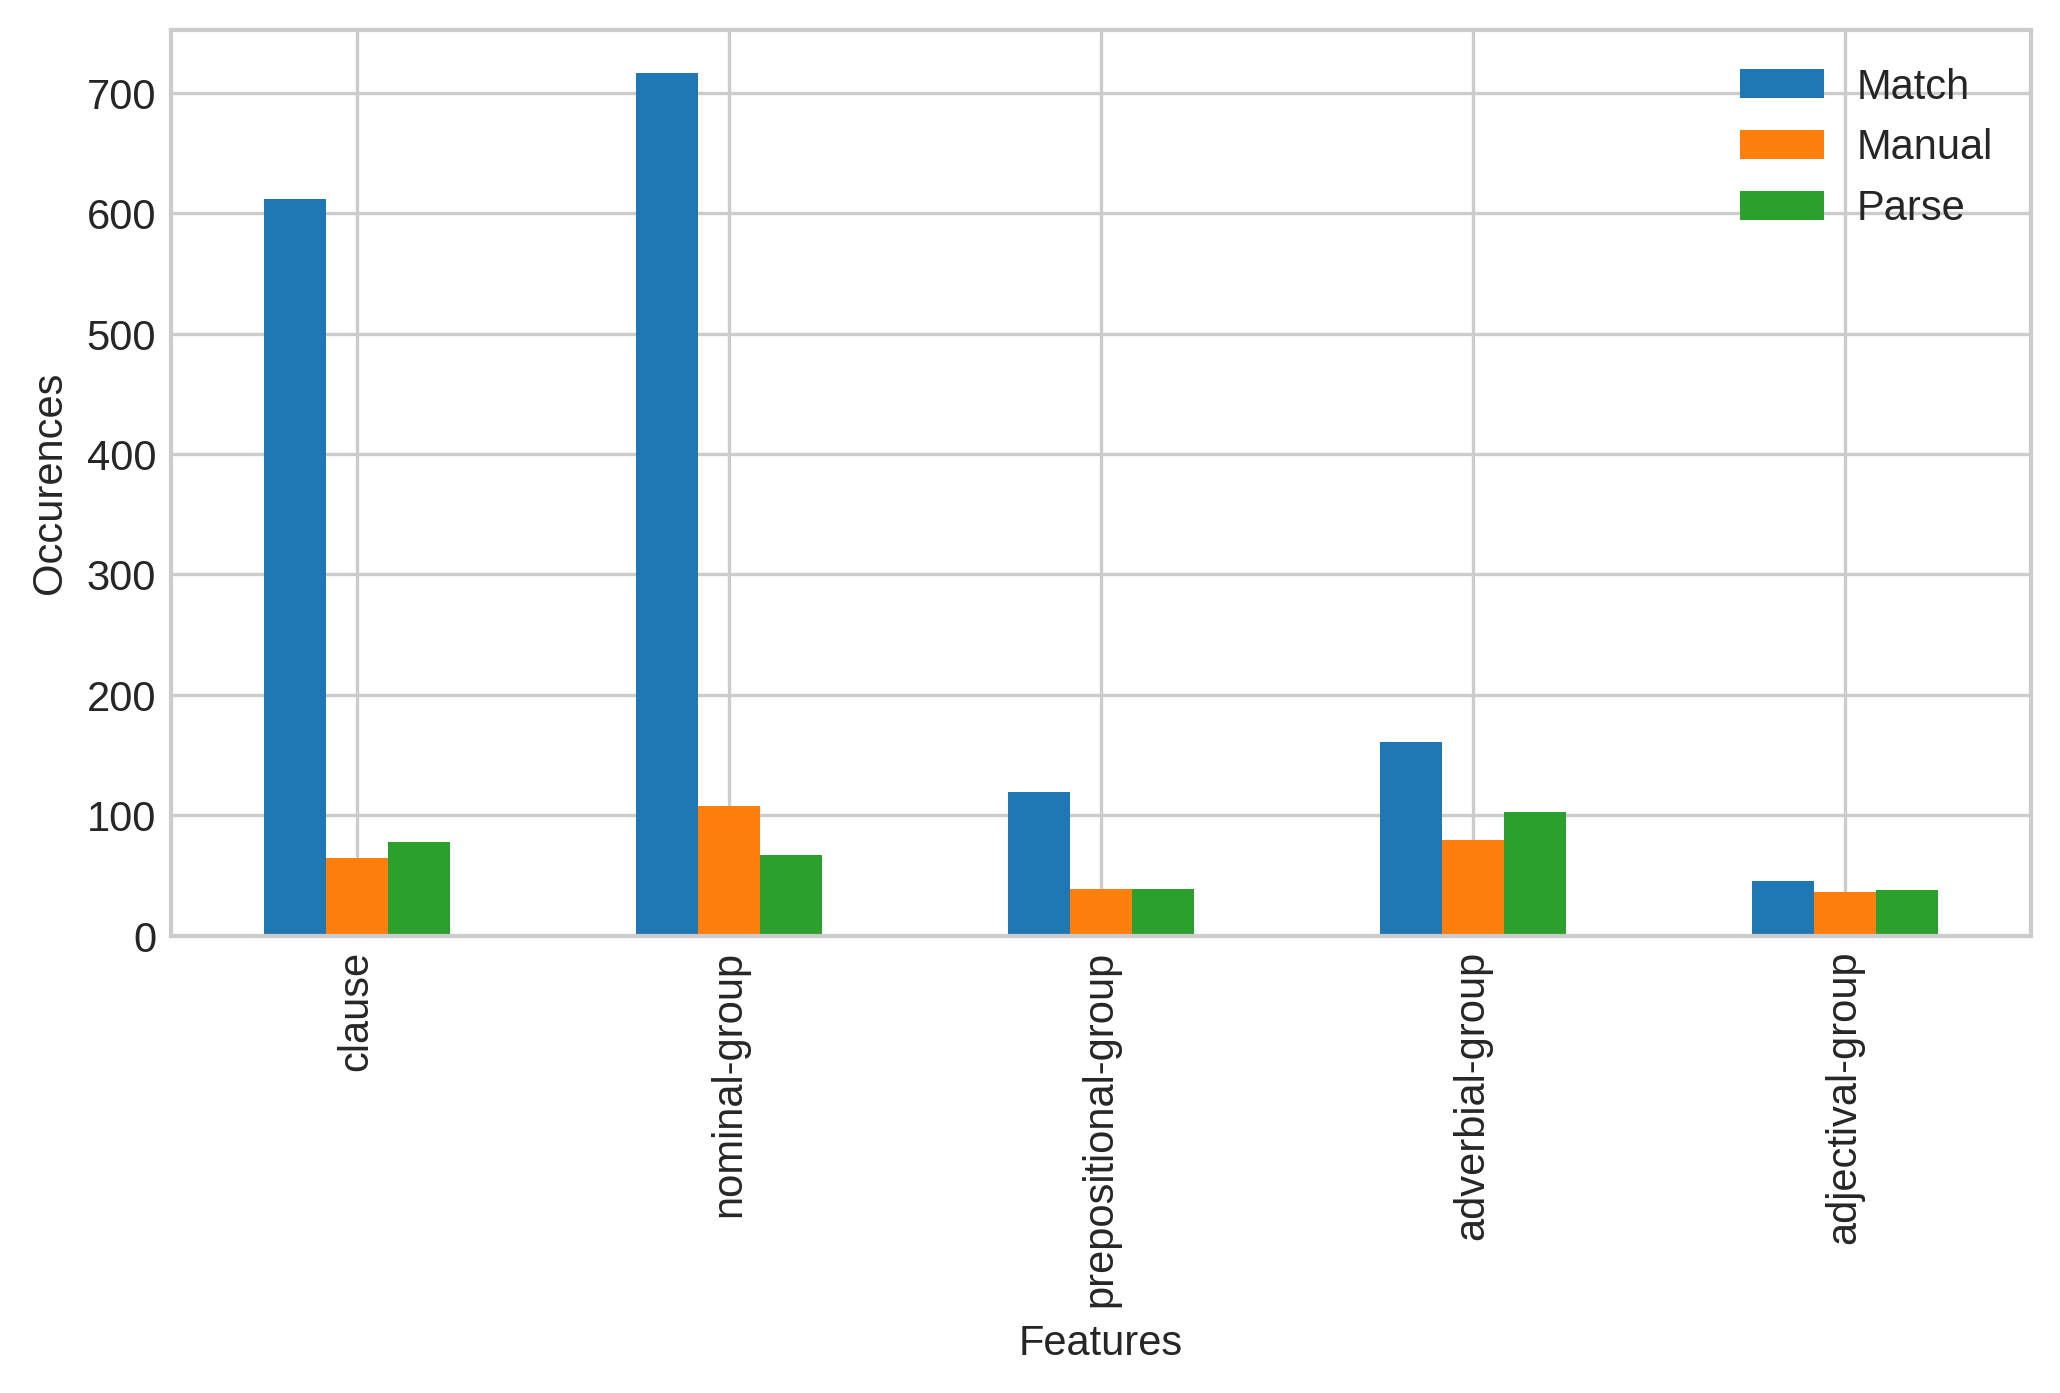 700
600
500
400
300
200
100
0
Occurences
Match
Manual
Parse
clause
nominal-group
prepositional-group
adverbial-group
adjectival-group
Features